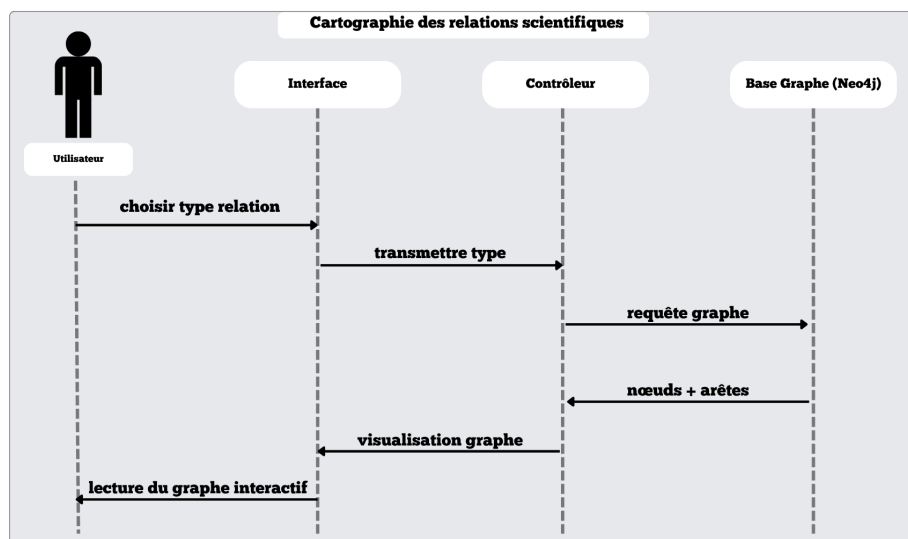 Cartographie des relations scientifiques
Interface
Contrôleur
Base Graphe (Neo4j)
Utilisateur
choisir type relation
transmettre type
requête graphe
nœuds + arêtes
visualisation graphe
lecture du graphe interactif